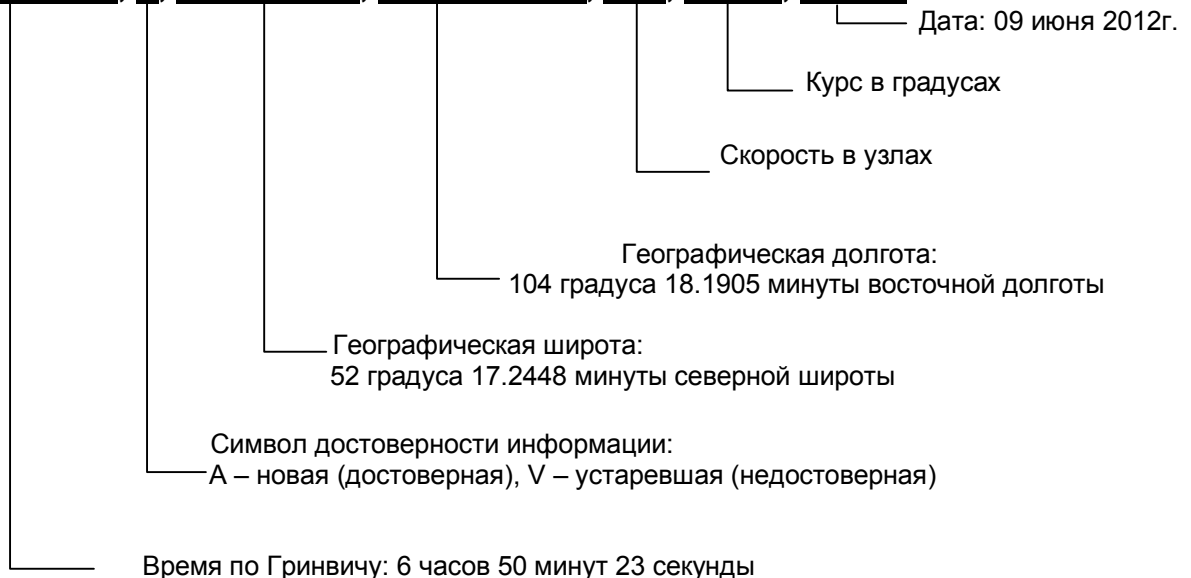 Дата: 09 июня 2012г.
Курс в градусах
Скорость в узлах
Географическая долгота:
104 градуса 18.1905 минуты восточной долготы
Географическая широта:
52 градуса 17.2448 минуты северной широты
Символ достоверности информации:
А – новая (достоверная), V – устаревшая (недостоверная)
Время по Гринвичу: 6 часов 50 минут 23 секунды